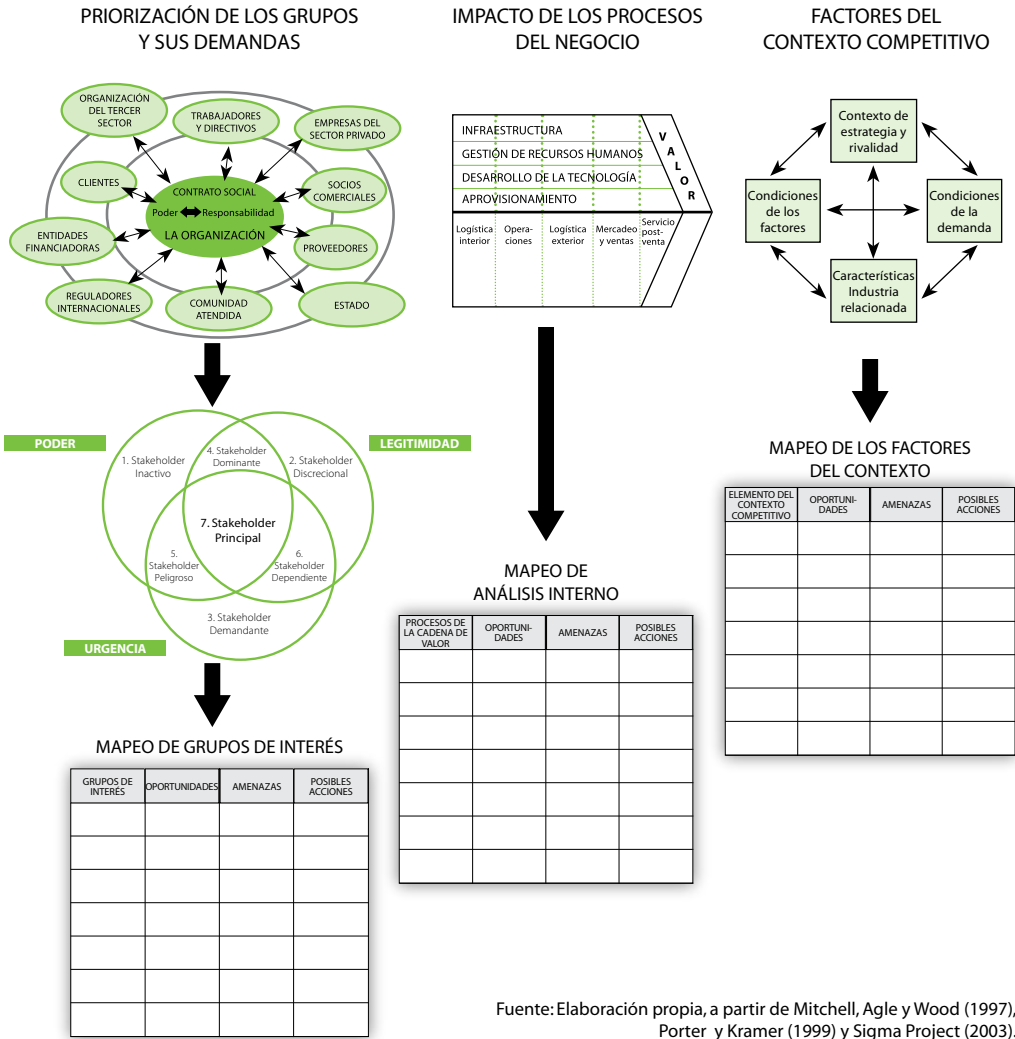 PRIORIZACIÓN DE LOS GRUPOS
Y SUS DEMANDAS
ORGANIZACIÓN
DEL TERCER
SECTOR
TRABAJADORES
Y DIRECTIVOS
EMPRESAS DEL
SECTOR PRIVADO
CLIENTES
CONTRATO SOCIAL
Poder Responsabilidad
LA ORGANIZACIÓN
SOCIOS
COMERCIALES
ENTIDADES
FINANCIADORAS
PROVEEDORES
REGULADORES
INTERNACIONALES
COMUNIDAD
ATENDIDA
ESTADO
PODER
LEGITIMIDAD
1. Stakeholder
Inactivo
4. Stakeholder
Dominante
2. Stakeholder
Discrecional
7. Stakeholder
Principal
5.
Stakeholder
Peligroso
6.
Stakeholder
Dependiente
3. Stakeholder
Demandante
URGENCIA
MAPEO DE GRUPOS DE INTERÉS
GRUPOS DE
INTERÉS
OPORTUNIDADES
AMENAZAS
POSIBLES
ACCIONES
IMPACTO DE LOS PROCESOS
DEL NEGOCIO
INFRAESTRUCTURA
GESTIÓN DE RECURSOS HUMANOS
DESARROLLO DE LA TECNOLOGÍA
APROVISIONAMIENTO
VALOR
Logística
interior
Opera-
ciones
Logística
exterior
Mercadeo
y ventas
Servicio
post-
venta
MAPEO DE
ANÁLISIS INTERNO
PROCESOS DE
LA CADENA DE
VALOR
OPORTUNI-
DADES
AMENAZAS
POSIBLES
ACCIONES
FACTORES DEL
CONTEXTO COMPETITIVO
Contexto de
estrategia y
rivalidad
Condiciones
de los
factores
Condiciones
de la
demanda
Características
Industria
relacionada
MAPEO DE LOS FACTORES
DEL CONTEXTO
ELEMENTO DEL
CONTEXTO
COMPETITIVO
OPORTUNI-
DADES
AMENAZAS
POSIBLES
ACCIONES
Fuente: Elaboración propia, a partir de Mitchell, Agle y Wood (1997),
Porter y Kramer (1999) y Sigma Project (2003).